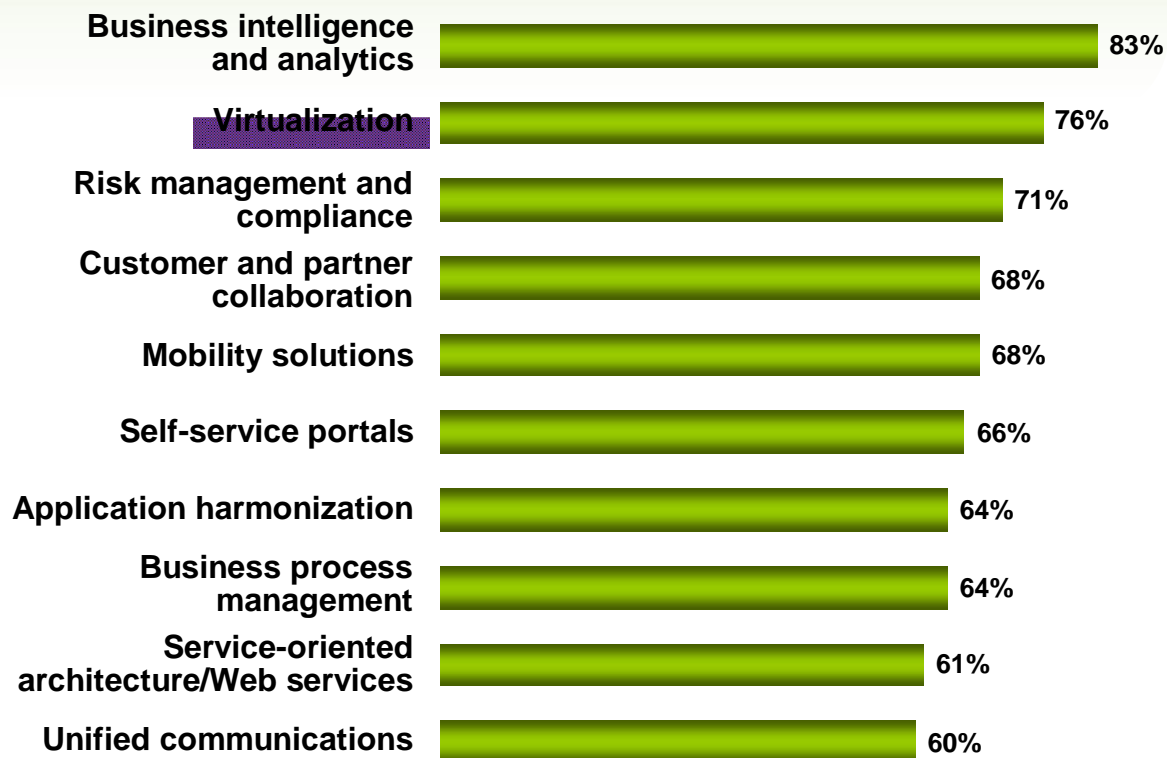 Business intelligence
and analytics
83%
Virtualization
76%
Risk management and
compliance
71%
Customer and partner
collaboration
68%
Mobility solutions
68%
Self-service portals
66%
Application harmonization
64%
Business process
management
64%
Service-oriented
architecture/Web services
61%
Unified communications
60%